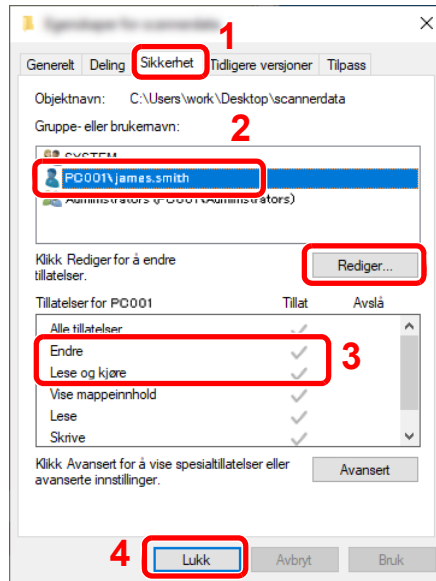 Egenskaper for scannerdata
1
Generelt Deling Sikkerhet Tidligere versjoner Tilpass
Objektnavn: C:\Users\work\Desktop\scannerdata
Gruppe- eller brukernavn:
2
SYSTEM
PC001\james.smith
Administrators (PC001\Administrators)
Klikk Rediger for å endre
tillatelser.
Rediger...
Tillatelser for PC001 Tillat Avslå
Alle tillatelser
Endre
Lese og kjøre
3
Vise mappeinnhold
Lese
Skrive
Klikk Avansert for å vise spesialtillatelser eller
avanserte innstillinger.
Avansert
4
Lukk Avbryt Bruk